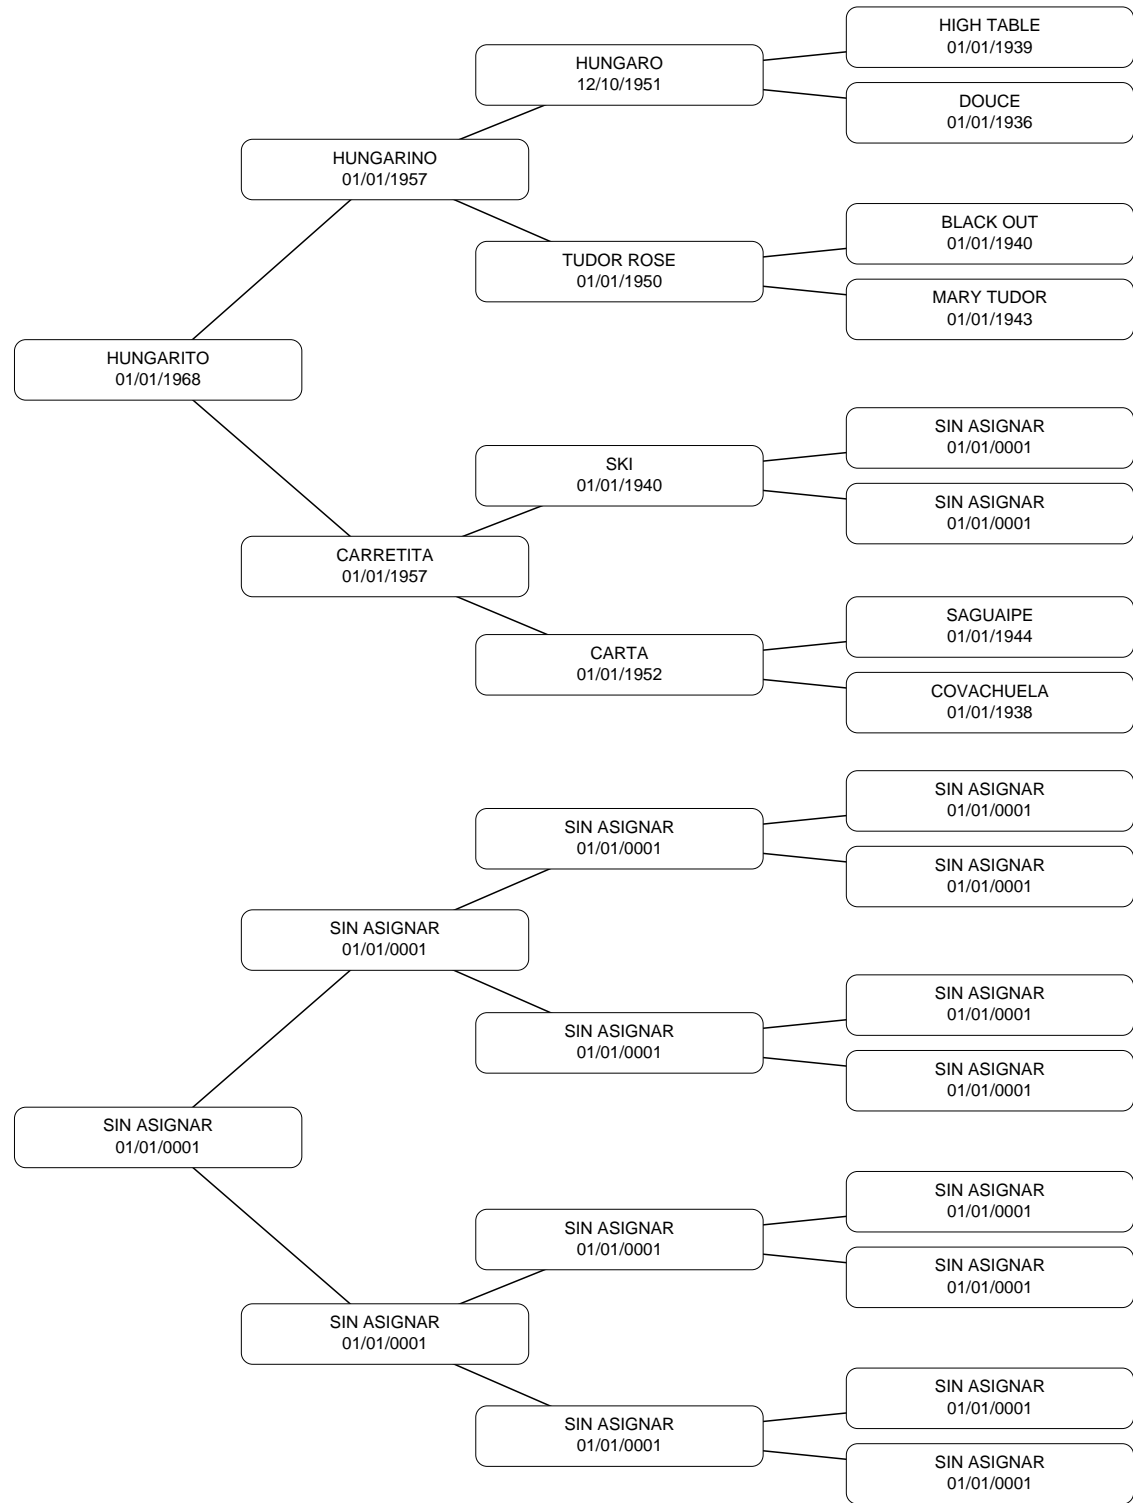 HIGH TABLE
01/01/1939
HUNGARO
12/10/1951
DOUCE
01/01/1936
HUNGARINO
01/01/1957
BLACK OUT
01/01/1940
TUDOR ROSE
01/01/1950
MARY TUDOR
01/01/1943
HUNGARITO
01/01/1968
SIN ASIGNAR
01/01/0001
SKI
01/01/1940
SIN ASIGNAR
01/01/0001
CARRETITA
01/01/1957
SAGUAIPE
01/01/1944
CARTA
01/01/1952
COVACHUELA
01/01/1938
SIN ASIGNAR
01/01/0001
SIN ASIGNAR
01/01/0001
SIN ASIGNAR
01/01/0001
SIN ASIGNAR
01/01/0001
SIN ASIGNAR
01/01/0001
SIN ASIGNAR
01/01/0001
SIN ASIGNAR
01/01/0001
SIN ASIGNAR
01/01/0001
SIN ASIGNAR
01/01/0001
SIN ASIGNAR
01/01/0001
SIN ASIGNAR
01/01/0001
SIN ASIGNAR
01/01/0001
SIN ASIGNAR
01/01/0001
SIN ASIGNAR
01/01/0001
SIN ASIGNAR
01/01/0001